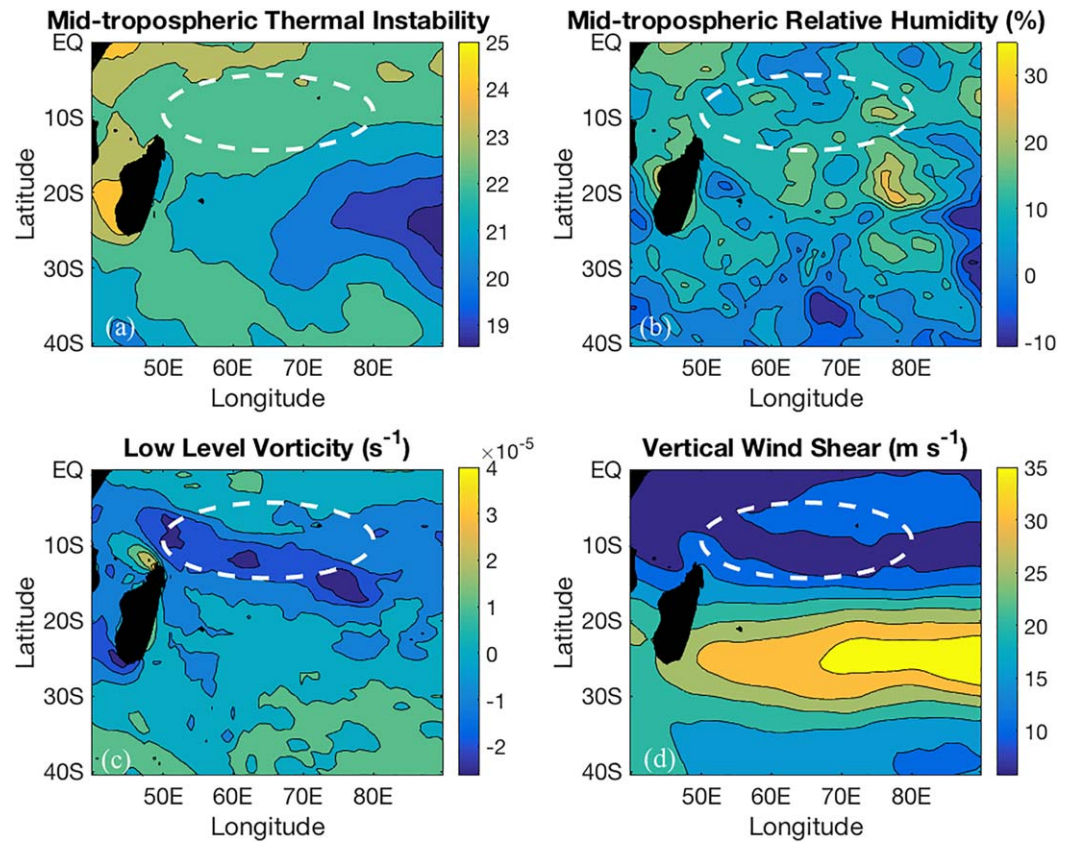 Mid-tropospheric Thermal Instability
EQ
10S
20S
30S
40S
Latitude
(a)
50E 60E 70E 80E
Longitude
25
24
23
22
21
20
19
Mid-tropospheric Relative Humidity (%)
EQ
10S
20S
30S
40S
Latitude
(b)
50E 60E 70E 80E
Longitude
30
20
10
0
-10
Low Level Vorticity (s⁻¹)
×10⁻⁵
EQ
10S
20S
30S
40S
Latitude
(c)
50E 60E 70E 80E
Longitude
4
3
2
1
0
-1
-2
Vertical Wind Shear (m s⁻¹)
EQ
10S
20S
30S
40S
Latitude
(d)
50E 60E 70E 80E
Longitude
35
30
25
20
15
10